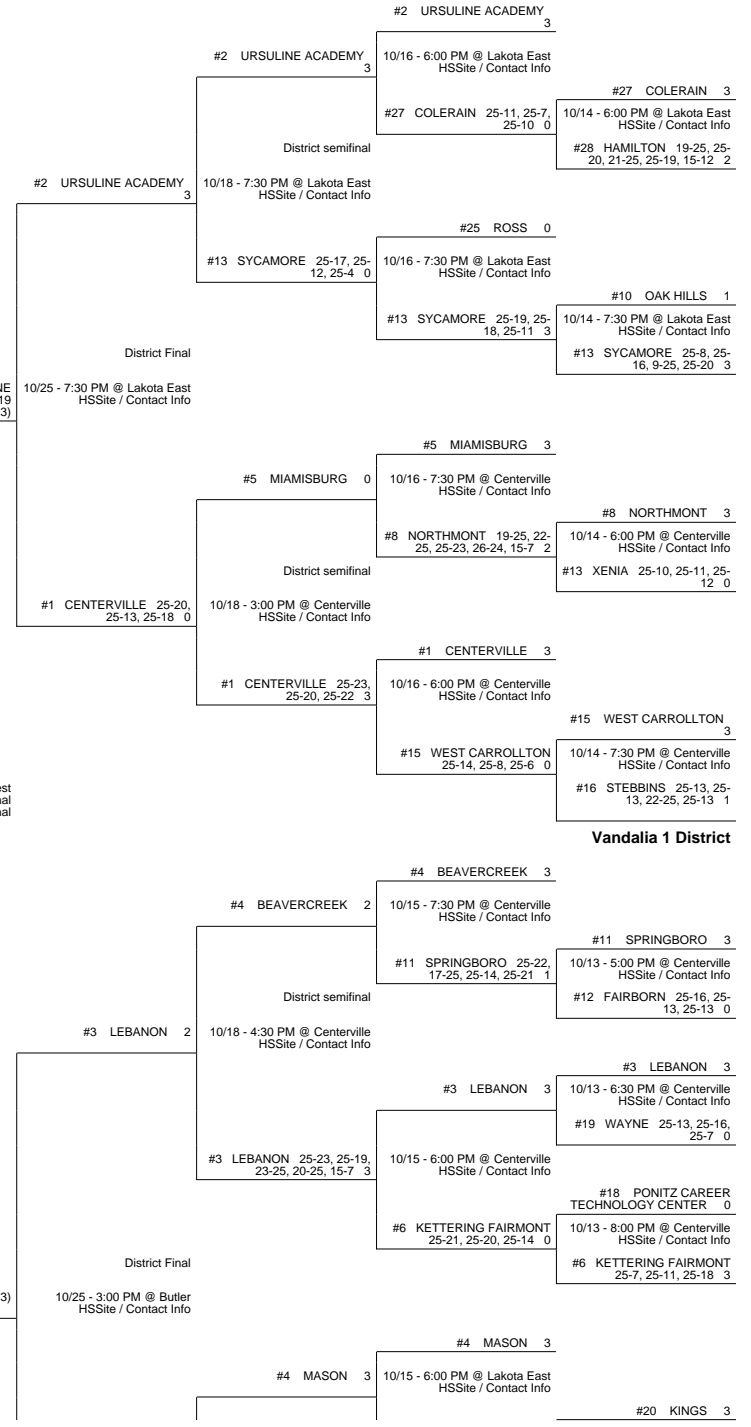 #2 URSULINE ACADEMY
3
#2 URSULINE ACADEMY
3
10/16 - 6:00 PM @ Lakota East
HSSite / Contact Info
#27 COLERAIN 3
#27 COLERAIN 25-11, 25-7,
25-10 0
10/14 - 6:00 PM @ Lakota East
HSSite / Contact Info
#28 HAMILTON 19-25, 25-
20, 21-25, 25-19, 15-12 2
District semifinal
#2 URSULINE ACADEMY
3
10/18 - 7:30 PM @ Lakota East
HSSite / Contact Info
#25 ROSS 0
#13 SYCAMORE 25-17, 25-
12, 25-4 0
10/16 - 7:30 PM @ Lakota East
HSSite / Contact Info
#10 OAK HILLS 1
#13 SYCAMORE 25-19, 25-
18, 25-11 3
10/14 - 7:30 PM @ Lakota East
HSSite / Contact Info
#13 SYCAMORE 25-8, 25-
16, 9-25, 25-20 3
District Final
NE
19
3)
10/25 - 7:30 PM @ Lakota East
HSSite / Contact Info
#5 MIAMISBURG 3
#5 MIAMISBURG 0
10/16 - 7:30 PM @ Centerville
HSSite / Contact Info
#8 NORTHMONT 3
#8 NORTHMONT 19-25, 22-
25, 25-23, 26-24, 15-7 2
10/14 - 6:00 PM @ Centerville
HSSite / Contact Info
#13 XENIA 25-10, 25-11, 25-
12 0
District semifinal
#1 CENTERVILLE 25-20,
25-13, 25-18 0
10/18 - 3:00 PM @ Centerville
HSSite / Contact Info
#1 CENTERVILLE 3
#1 CENTERVILLE 25-23,
25-20, 25-22 3
10/16 - 6:00 PM @ Centerville
HSSite / Contact Info
#15 WEST CARROLLTON
3
#15 WEST CARROLLTON
25-14, 25-8, 25-6 0
10/14 - 7:30 PM @ Centerville
HSSite / Contact Info
#16 STEBBINS 25-13, 25-
13, 22-25, 25-13 1
est
nal
nal
Vandalia 1 District
#4 BEAVERCREEK 3
#4 BEAVERCREEK 2
10/15 - 7:30 PM @ Centerville
HSSite / Contact Info
#11 SPRINGBORO 3
#11 SPRINGBORO 25-22,
17-25, 25-14, 25-21 1
10/13 - 5:00 PM @ Centerville
HSSite / Contact Info
#12 FAIRBORN 25-16, 25-
13, 25-13 0
District semifinal
#3 LEBANON 2
10/18 - 4:30 PM @ Centerville
HSSite / Contact Info
#3 LEBANON 3
#3 LEBANON 3
10/13 - 6:30 PM @ Centerville
HSSite / Contact Info
#19 WAYNE 25-13, 25-16,
25-7 0
#3 LEBANON 25-23, 25-19,
23-25, 20-25, 15-7 3
10/15 - 6:00 PM @ Centerville
HSSite / Contact Info
#18 PONITZ CAREER
TECHNOLOGY CENTER 0
#6 KETTERING FAIRMONT
25-21, 25-20, 25-14 0
10/13 - 8:00 PM @ Centerville
HSSite / Contact Info
#6 KETTERING FAIRMONT
25-7, 25-11, 25-18 3
District Final
3)
10/25 - 3:00 PM @ Butler
HSSite / Contact Info
#4 MASON 3
#4 MASON 3
10/15 - 6:00 PM @ Lakota East
HSSite / Contact Info
#20 KINGS 3